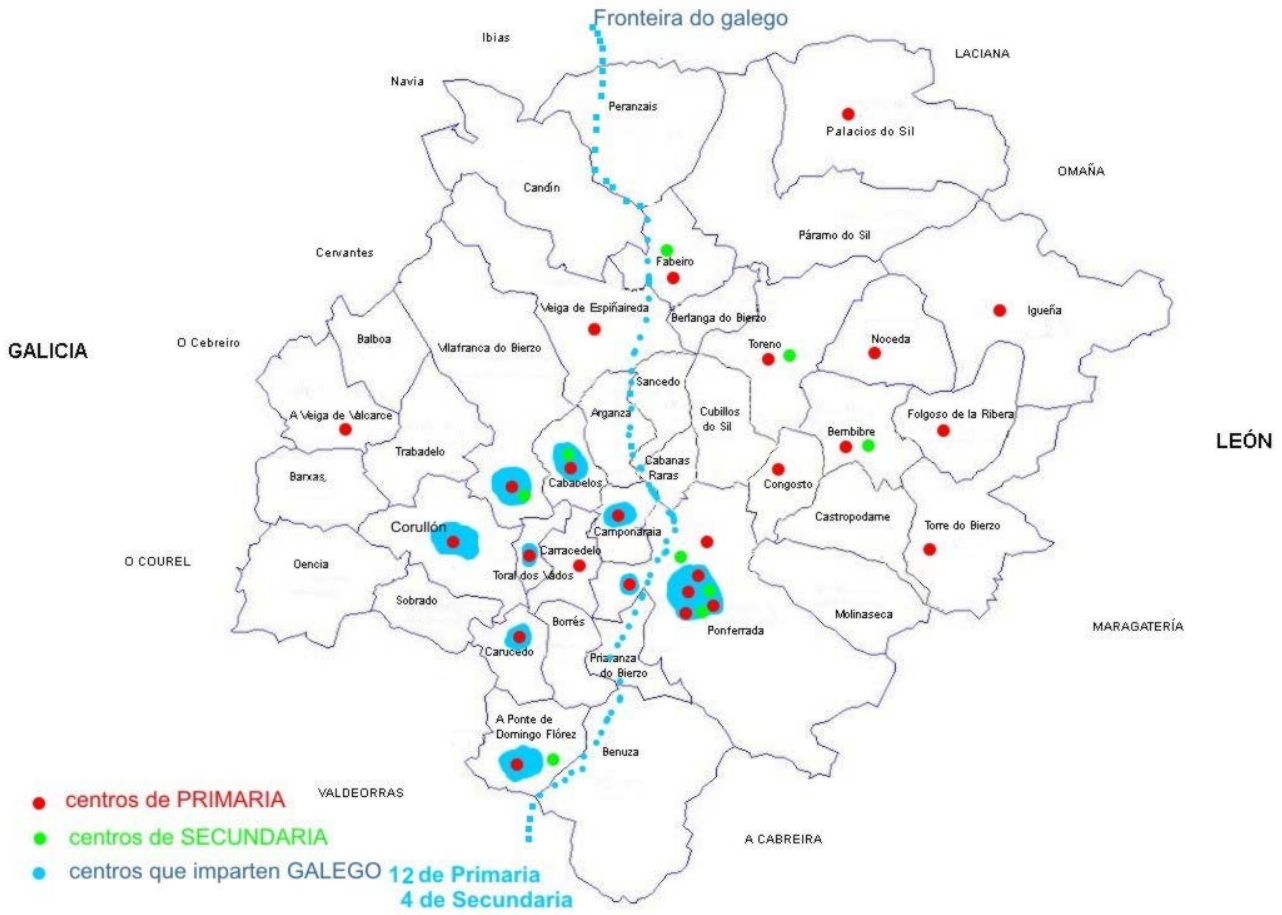 Fronteira do galego
Ibias
LACIANA
Navia
Peranzais
Palacios do Sil
OMAÑA
Candín
Páramo do Sil
Cervantes
Fabeiro
Veiga de Espiñaireda
Berlanga do Bierzo
Igueña
O Cebreiro
Balboa
Vilafranca do Bierzo
Toreno
Noceda
GALICIA
Sancedo
A Veiga de Valcarce
Arganza
Cubillos
do Sil
Folgoso de la Ribera
Bembibre
LEÓN
Trabadelo
Cabanas
Raras
Barxas,
Cababelos
Congosto
Castropodame
Corullón
Camponaraia
Torre do Bierzo
O COUREL
Oencia
Carracedelo
Toral dos Vados
Sobrado
Borrés
Ponferrada
Molinaseca
MARAGATERÍA
Carucedo
Priaranza
do Bierzo
A Ponte de
Domingo Flórez
Benuza
VALDEORRAS
A CABREIRA
centros de PRIMARIA
centros de SECUNDARIA
centros que imparten GALEGO 12 de Primaria
4 de Secundaria